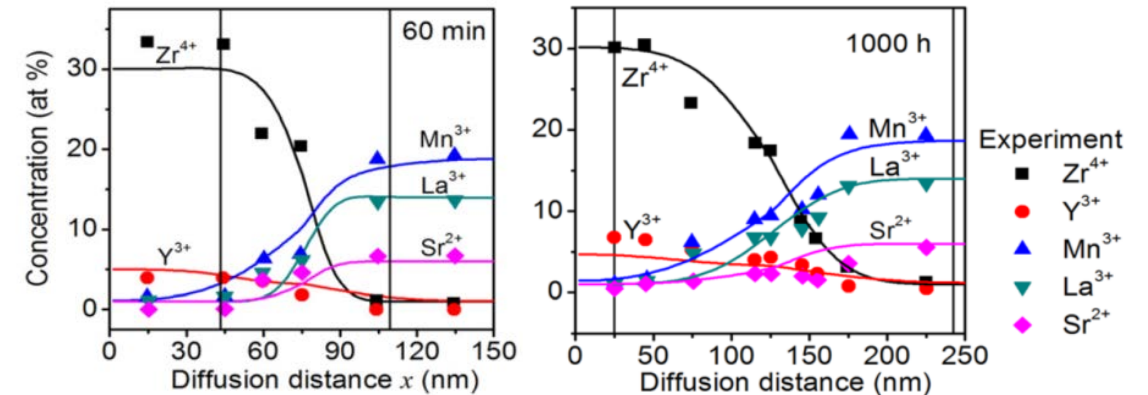 60 min
Zr⁴⁺
Mn³⁺
La³⁺
Y³⁺
Sr²⁺
Concentration (at %)
30
20
10
0
0 30 60 90 120 150
Diffusion distance x (nm)
1000 h
Zr⁴⁺
Mn³⁺
La³⁺
Y³⁺
Sr²⁺
30
20
10
0
0 50 100 150 200 250
Diffusion distance (nm)
Experiment
Zr⁴⁺
Y³⁺
Mn³⁺
La³⁺
Sr²⁺